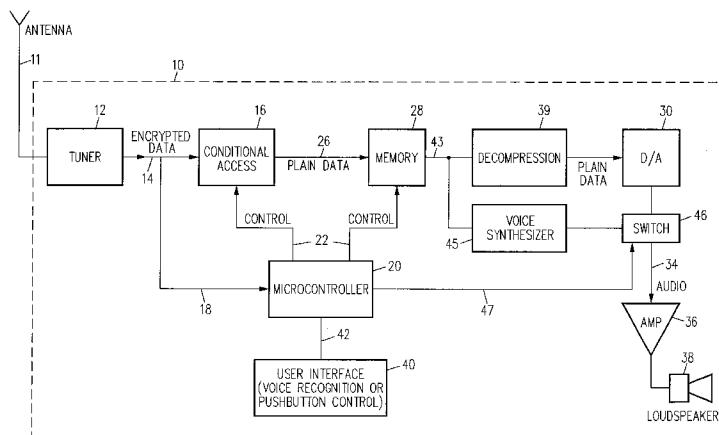 ANTENNA
11
10
12
TUNER
ENCRYPTED
DATA
14
16
CONDITIONAL
ACCESS
26
PLAIN DATA
28
MEMORY
43
39
DECOMPRESSION
PLAIN
DATA
30
D/A
CONTROL
22
CONTROL
VOICE
SYNTHESIZER
45
46
SWITCH
20
MICROCONTROLLER
18
47
34
AUDIO
AMP
36
42
40
USER INTERFACE
(VOICE RECOGNITION OR
PUSHBUTTON CONTROL)
38
LOUDSPEAKER